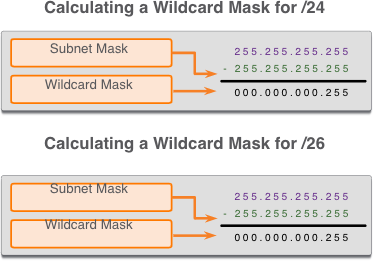 Calculating a Wildcard Mask for /24
Subnet Mask
255.255.255.255
- 255.255.255.255
Wildcard Mask
000.000.000.255
Calculating a Wildcard Mask for /26
Subnet Mask
255.255.255.255
- 255.255.255.255
Wildcard Mask
000.000.000.255